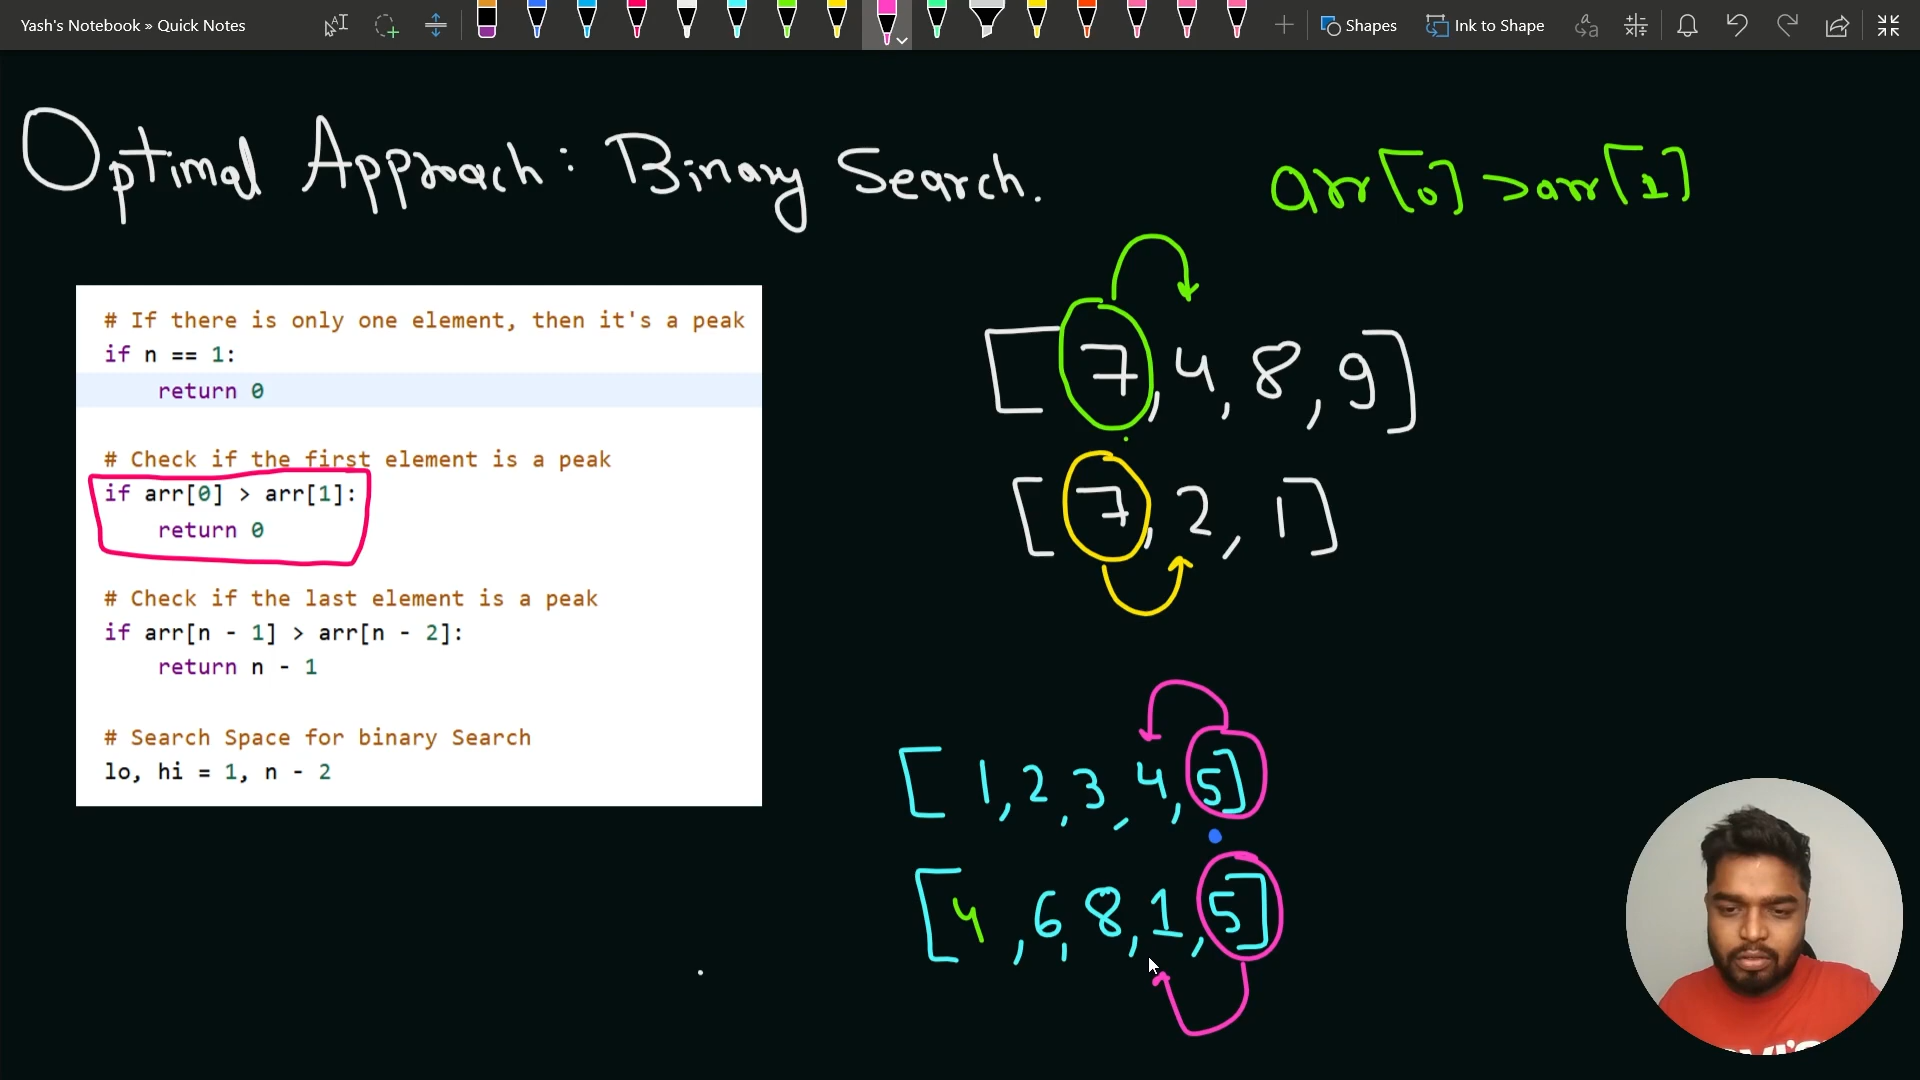 Yash's Notebook » Quick Notes
Shapes
Ink to Shape
Optimal Approach: Binary Search.
arr[0] > arr[1]
# If there is only one element, then it's a peak
if n == 1:
return 0
# Check if the first element is a peak
if arr[0] > arr[1]:
return 0
# Check if the last element is a peak
if arr[n - 1] > arr[n - 2]:
return n - 1
# Search Space for binary Search
lo, hi = 1, n - 2
[7, 4, 8, 9]
[7, 2, 1]
[1, 2, 3, 4, 5]
[4, 6, 8, 1, 5]